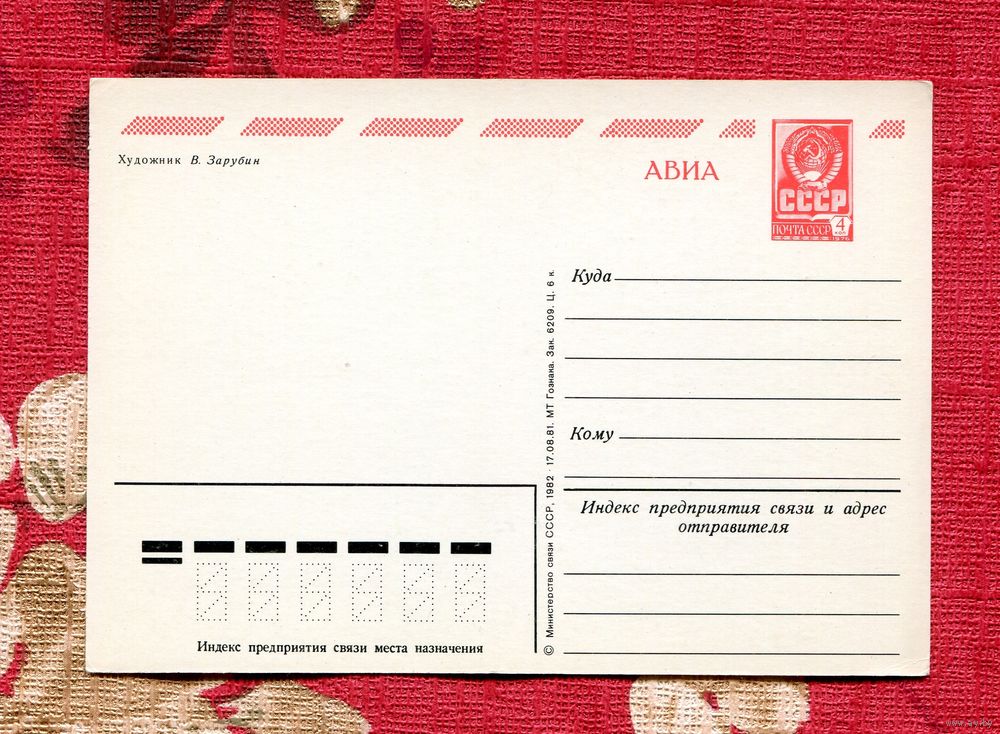 Художник В. Зарубин
АВИА
СССР
ПОЧТА СССР 4 коп
1976
Куда
Кому
Индекс предприятия связи и адрес
отправителя
© Министерство связи СССР, 1982 · 17.08.81. МТ Гознака. Зак. 6209. Ц. 6 к.
Индекс предприятия связи места назначения